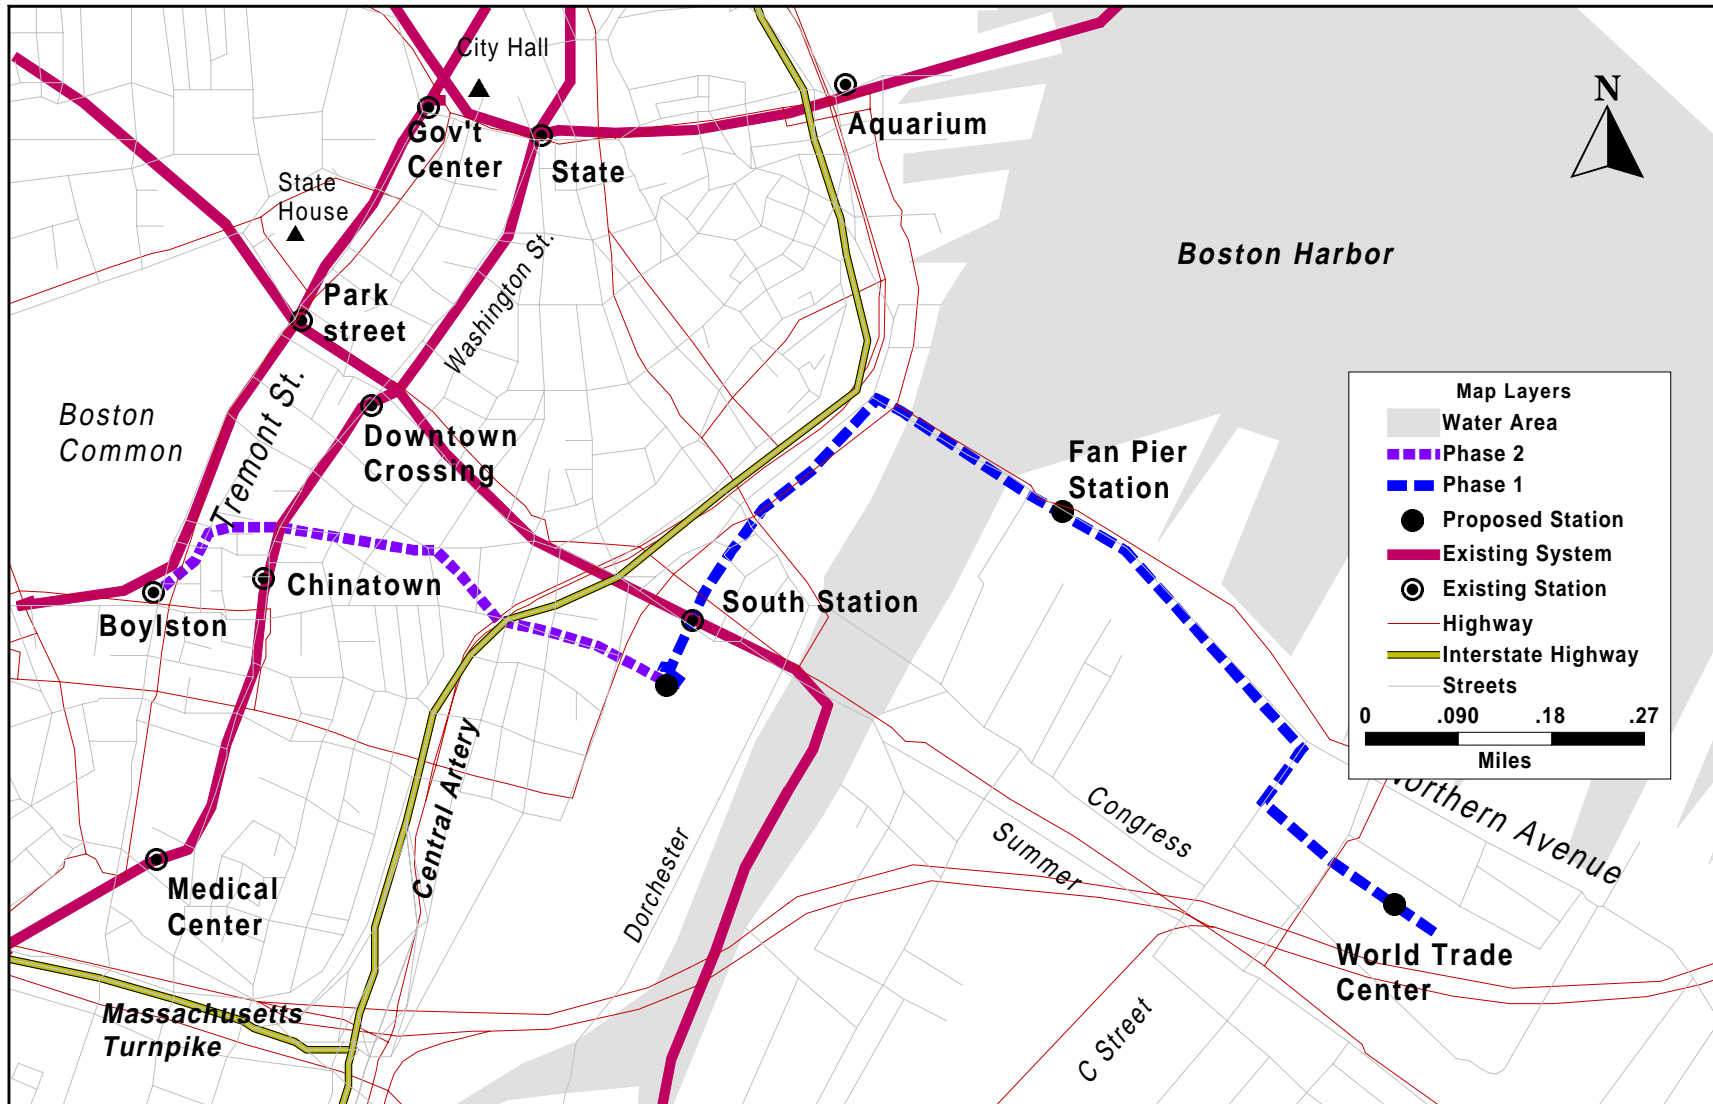 City Hall
N
Gov't
Center
Aquarium
State
State
House
Boston Harbor
Washington St.
Park
street
Tremont St.
Boston
Common
Downtown
Crossing
Fan Pier
Station
Map Layers
Water Area
Phase 2
Phase 1
Proposed Station
Existing System
Existing Station
Highway
Interstate Highway
Streets
0 .090 .18 .27
Miles
Chinatown
South Station
Boylston
Central Artery
Dorchester
Congress
Summer
Northern Avenue
Medical
Center
World Trade
Center
Massachusetts
Turnpike
C Street